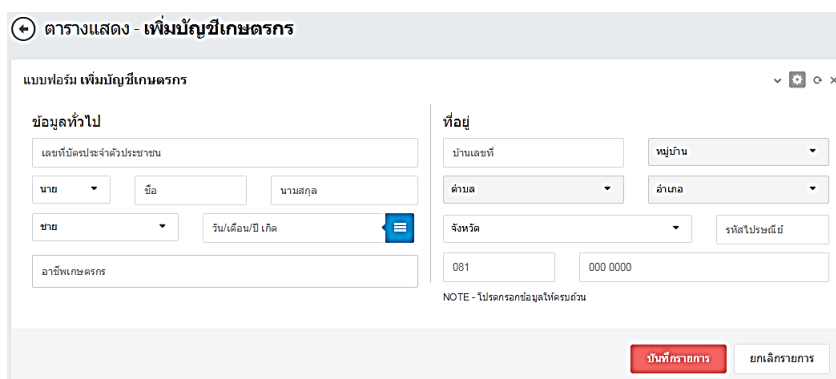 ตารางแสดง - เพิ่มบัญชีเกษตรกร
แบบฟอร์ม เพิ่มบัญชีเกษตรกร
ข้อมูลทั่วไป
เลขที่บัตรประจำตัวประชาชน
นาย ชื่อ นามสกุล
ชาย วัน/เดือน/ปี เกิด
อาชีพเกษตรกร
ที่อยู่
บ้านเลขที่ หมู่บ้าน
ตำบล อำเภอ
จังหวัด รหัสไปรษณีย์
081 000 0000
NOTE - โปรดกรอกข้อมูลให้ครบถ้วน
บันทึกรายการ ยกเลิกรายการ